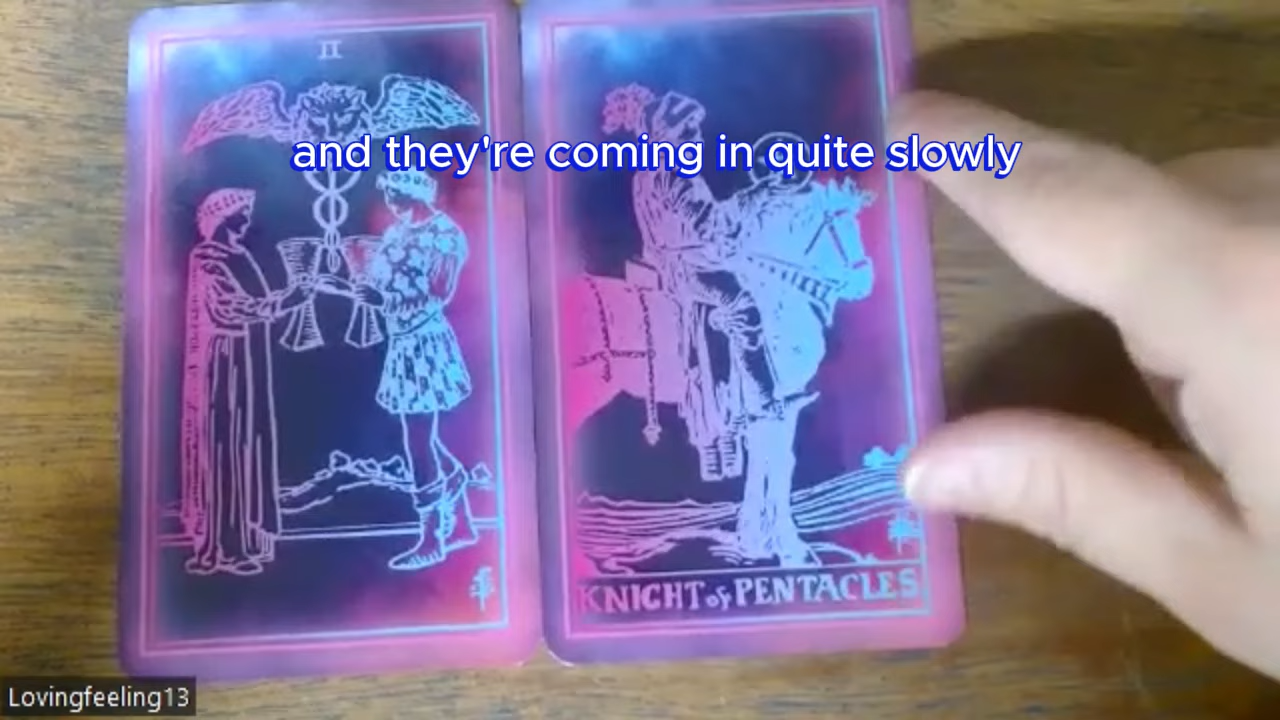 II
and they're coming in quite slowly
KNIGHT of PENTACLES
Lovingfeeling13